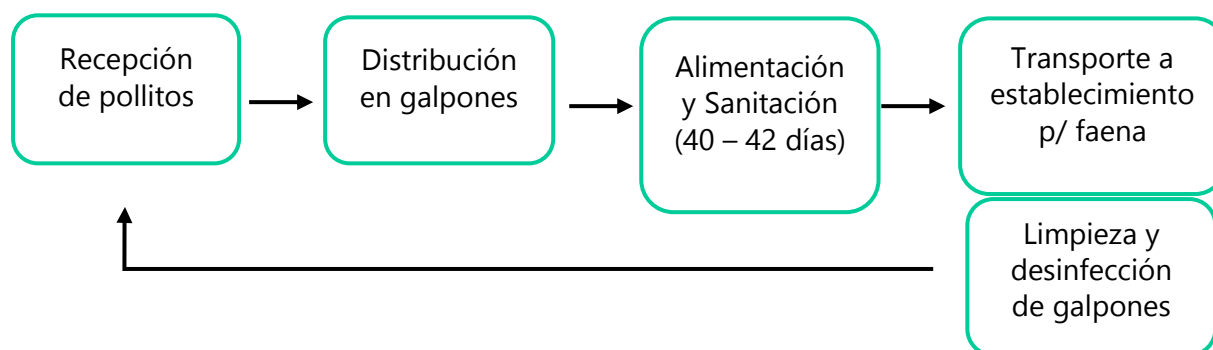 Recepción
de pollitos
Distribución
en galpones
Alimentación
y Sanitación
(40 – 42 días)
Transporte a
establecimiento
p/ faena
Limpieza y
desinfección
de galpones